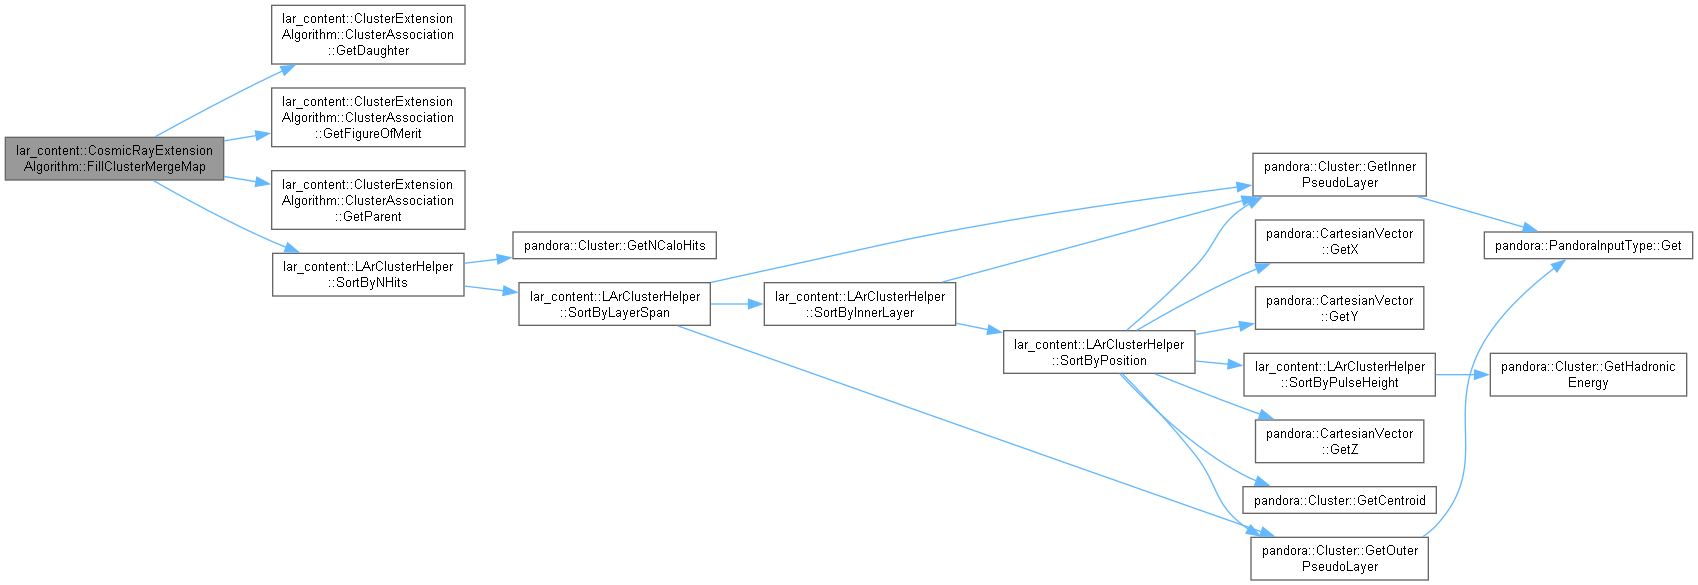 lar_content::CosmicRayExtension
Algorithm::FillClusterMergeMap
lar_content::ClusterExtension
Algorithm::ClusterAssociation
::GetDaughter
lar_content::ClusterExtension
Algorithm::ClusterAssociation
::GetFigureOfMerit
lar_content::ClusterExtension
Algorithm::ClusterAssociation
::GetParent
lar_content::LArClusterHelper
::SortByNHits
pandora::Cluster::GetNCaloHits
lar_content::LArClusterHelper
::SortByLayerSpan
lar_content::LArClusterHelper
::SortByInnerLayer
lar_content::LArClusterHelper
::SortByPosition
pandora::Cluster::GetInner
PseudoLayer
pandora::CartesianVector
::GetX
pandora::CartesianVector
::GetY
lar_content::LArClusterHelper
::SortByPulseHeight
pandora::CartesianVector
::GetZ
pandora::Cluster::GetCentroid
pandora::Cluster::GetOuter
PseudoLayer
pandora::PandoraInputType::Get
pandora::Cluster::GetHadronic
Energy